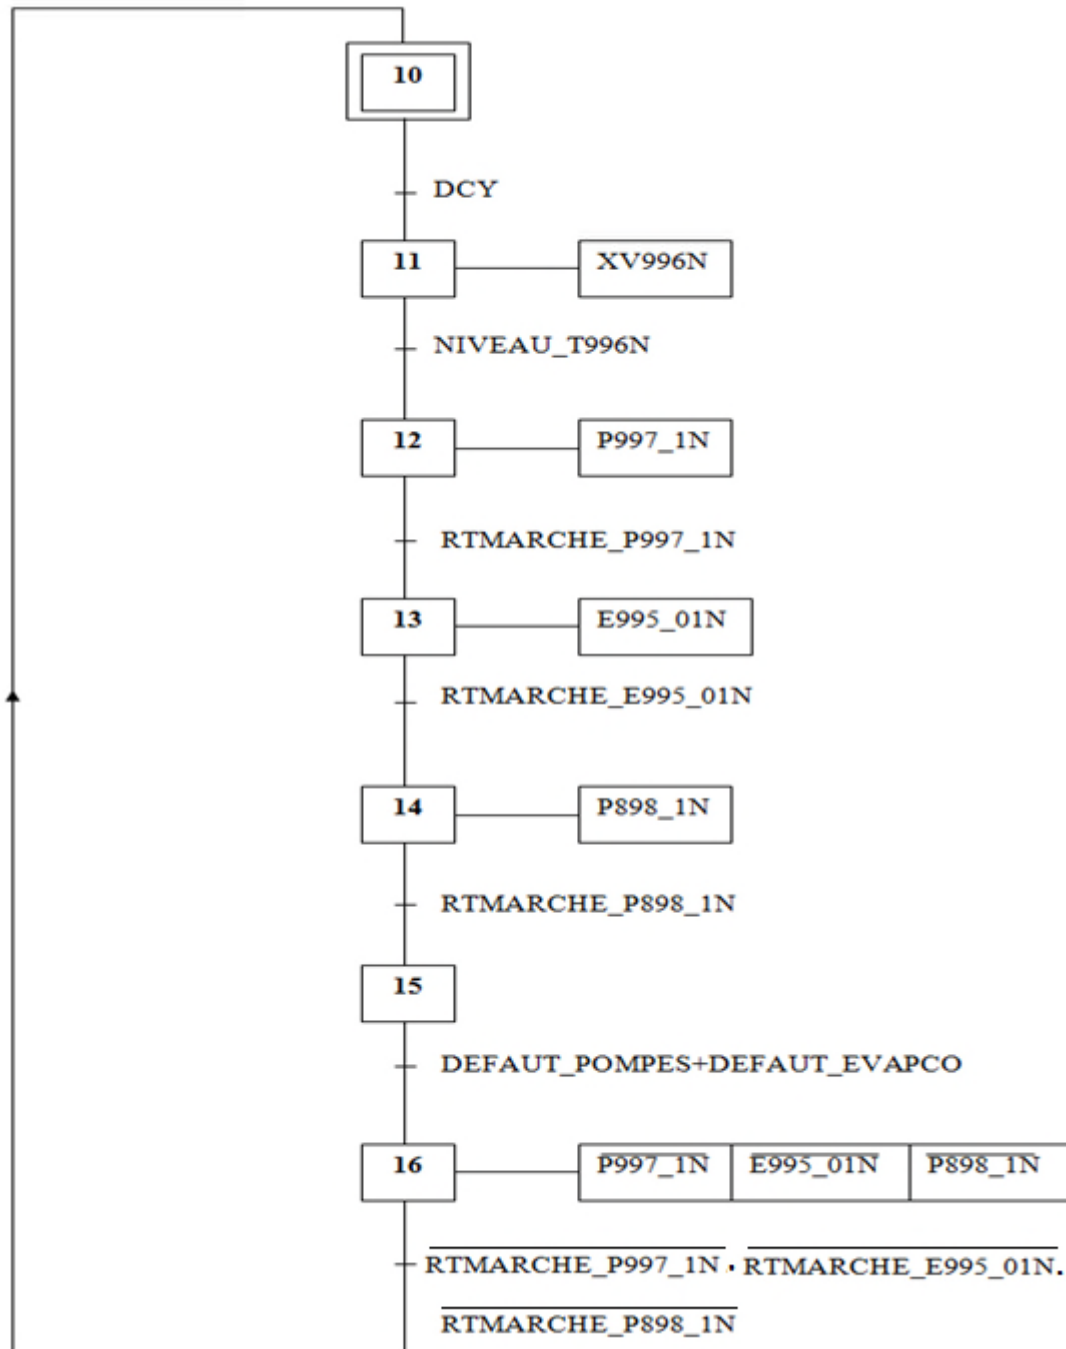 10
DCY
11 XV996N
NIVEAU_T996N
12 P997_1N
RTMARCHE_P997_1N
13 E995_01N
RTMARCHE_E995_01N
14 P898_1N
RTMARCHE_P898_1N
15
DEFAUT_POMPES+DEFAUT_EVAPCO
16 P997_1N E995_01N P898_1N
RTMARCHE_P997_1N . RTMARCHE_E995_01N.
RTMARCHE_P898_1N